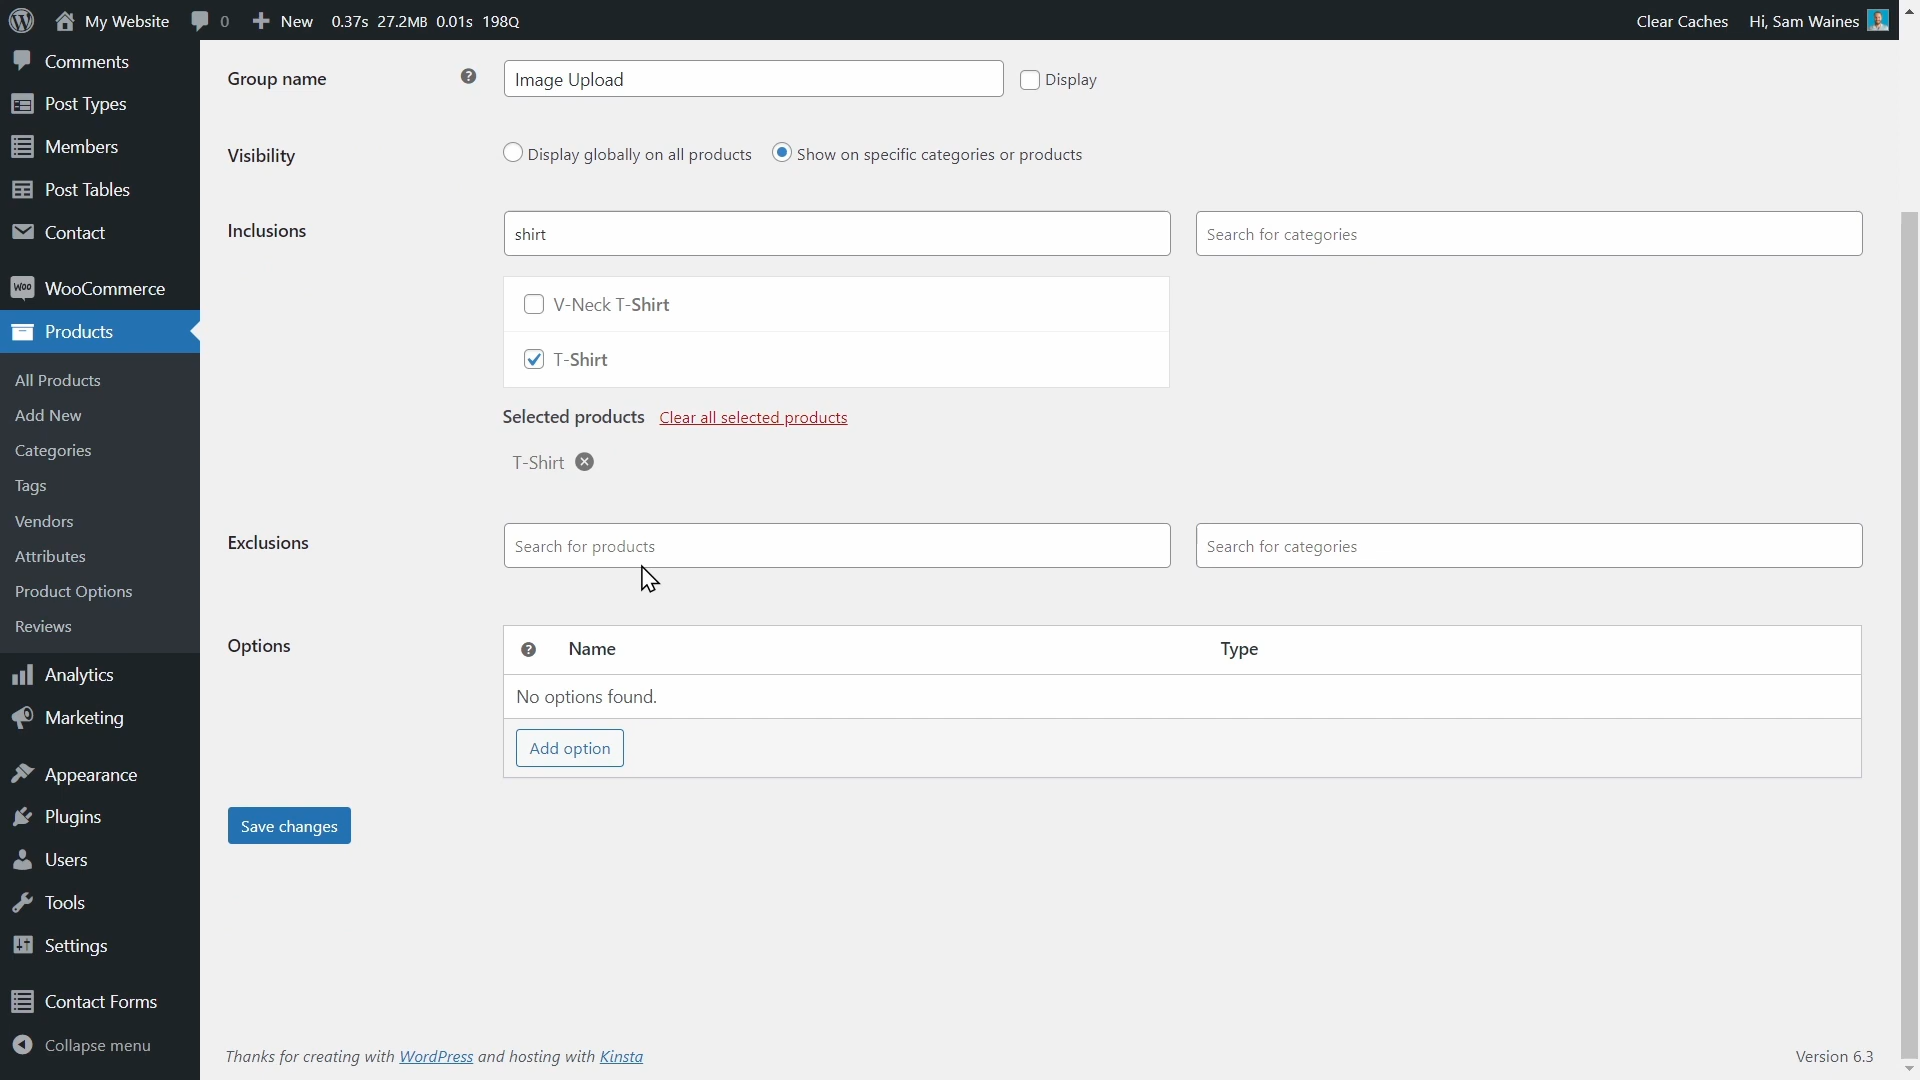 My Website 0 New 0.37s 27.2MB 0.01s 198Q Clear Caches Hi, Sam Waines
Comments
Post Types
Members
Post Tables
Contact
WooCommerce
Products
All Products
Add New
Categories
Tags
Vendors
Attributes
Product Options
Reviews
Analytics
Marketing
Appearance
Plugins
Users
Tools
Settings
Contact Forms
Collapse menu
Group name ? Image Upload Display
Visibility Display globally on all products Show on specific categories or products
Inclusions shirt Search for categories
V-Neck T-Shirt
T-Shirt
Selected products Clear all selected products
T-Shirt
Exclusions Search for products Search for categories
Options ? Name Type
No options found.
Add option
Save changes
Thanks for creating with WordPress and hosting with Kinsta Version 6.3